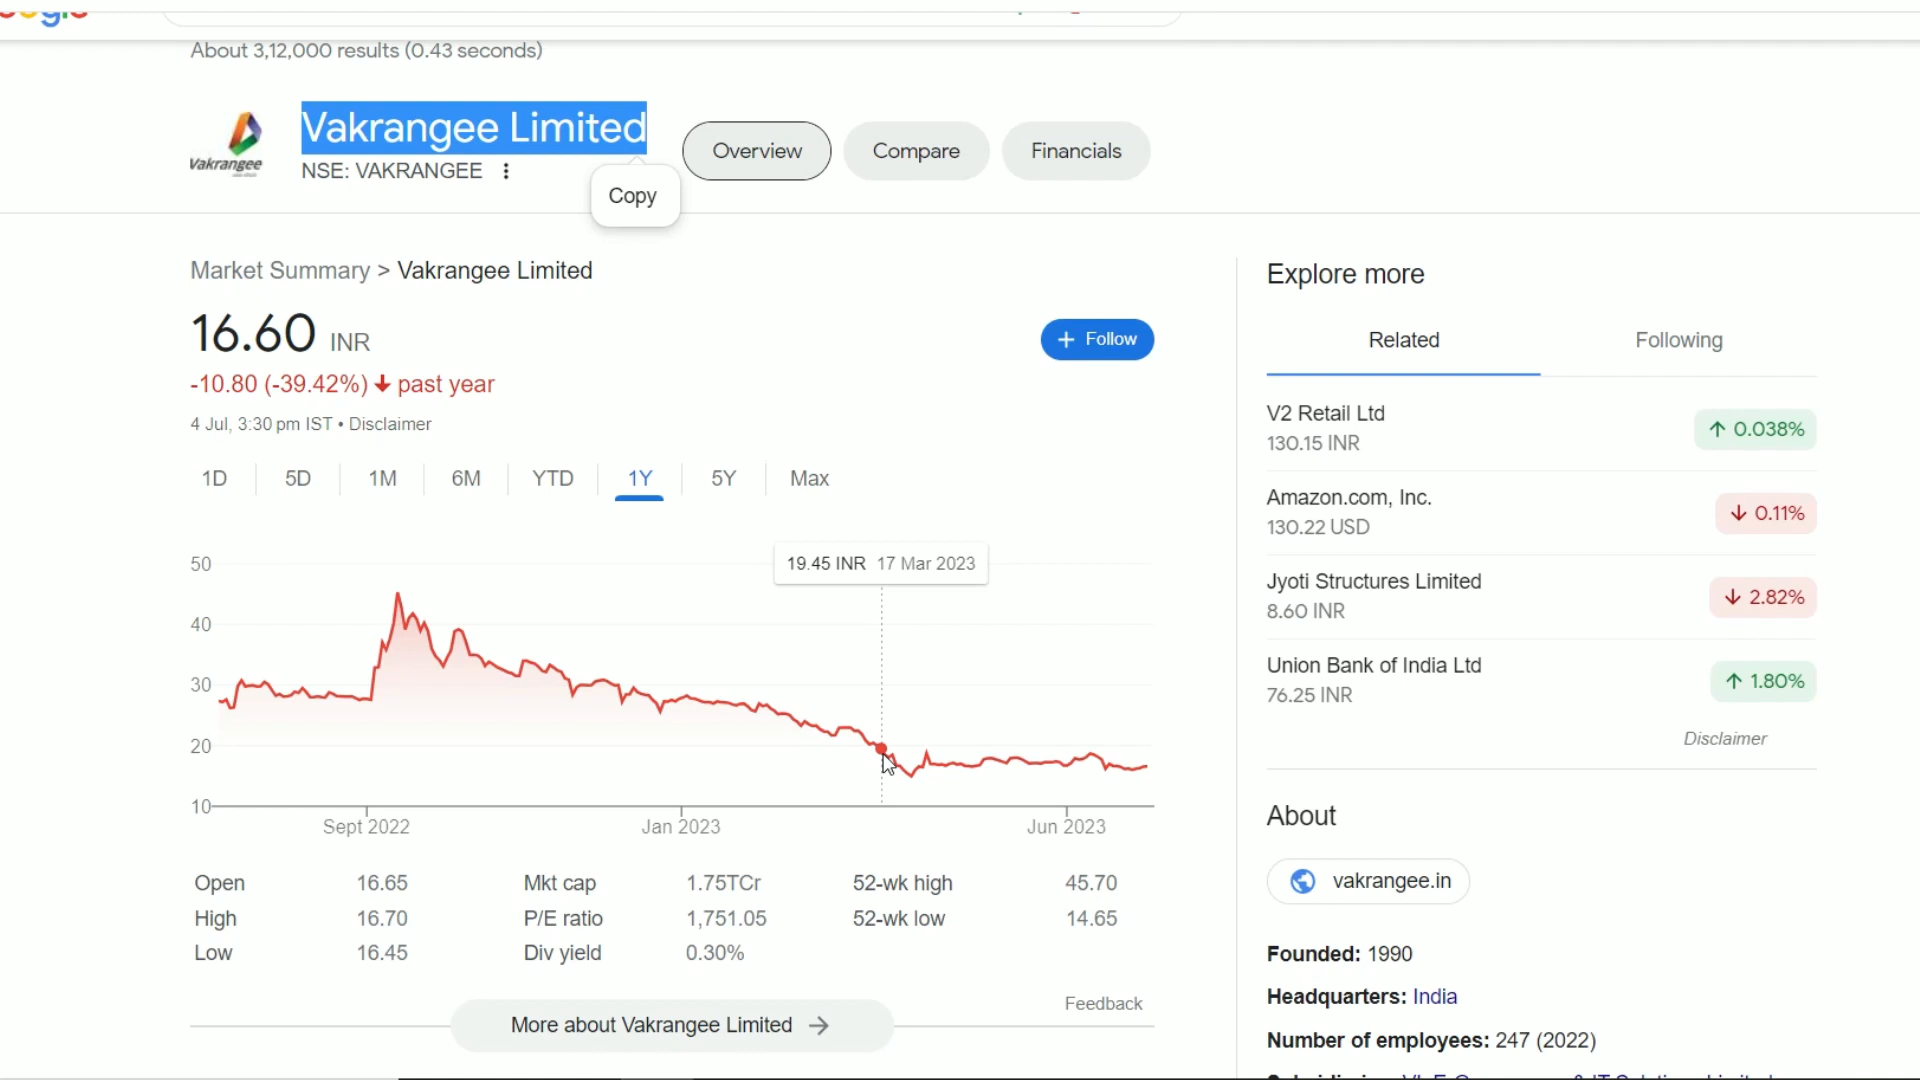 About 3,12,000 results (0.43 seconds)
Vakrangee
Vakrangee Limited
NSE: VAKRANGEE
Copy
Overview
Compare
Financials
Market Summary > Vakrangee Limited
16.60 INR
-10.80 (-39.42%) past year
4 Jul, 3:30 pm IST • Disclaimer
+ Follow
1D 5D 1M 6M YTD 1Y 5Y Max
19.45 INR 17 Mar 2023
50
40
30
20
10
Sept 2022 Jan 2023 Jun 2023
Open 16.65 Mkt cap 1.75TCr 52-wk high 45.70
High 16.70 P/E ratio 1,751.05 52-wk low 14.65
Low 16.45 Div yield 0.30%
Feedback
More about Vakrangee Limited
Explore more
Related Following
V2 Retail Ltd
130.15 INR
0.038%
Amazon.com, Inc.
130.22 USD
0.11%
Jyoti Structures Limited
8.60 INR
2.82%
Union Bank of India Ltd
76.25 INR
1.80%
Disclaimer
About
vakrangee.in
Founded: 1990
Headquarters: India
Number of employees: 247 (2022)